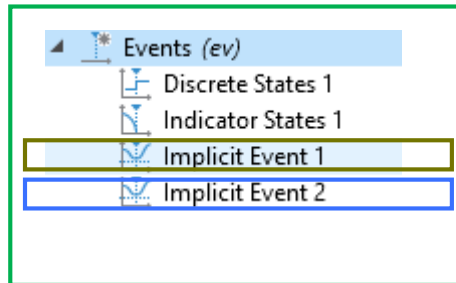 Events (ev)
Discrete States 1
Indicator States 1
Implicit Event 1
Implicit Event 2